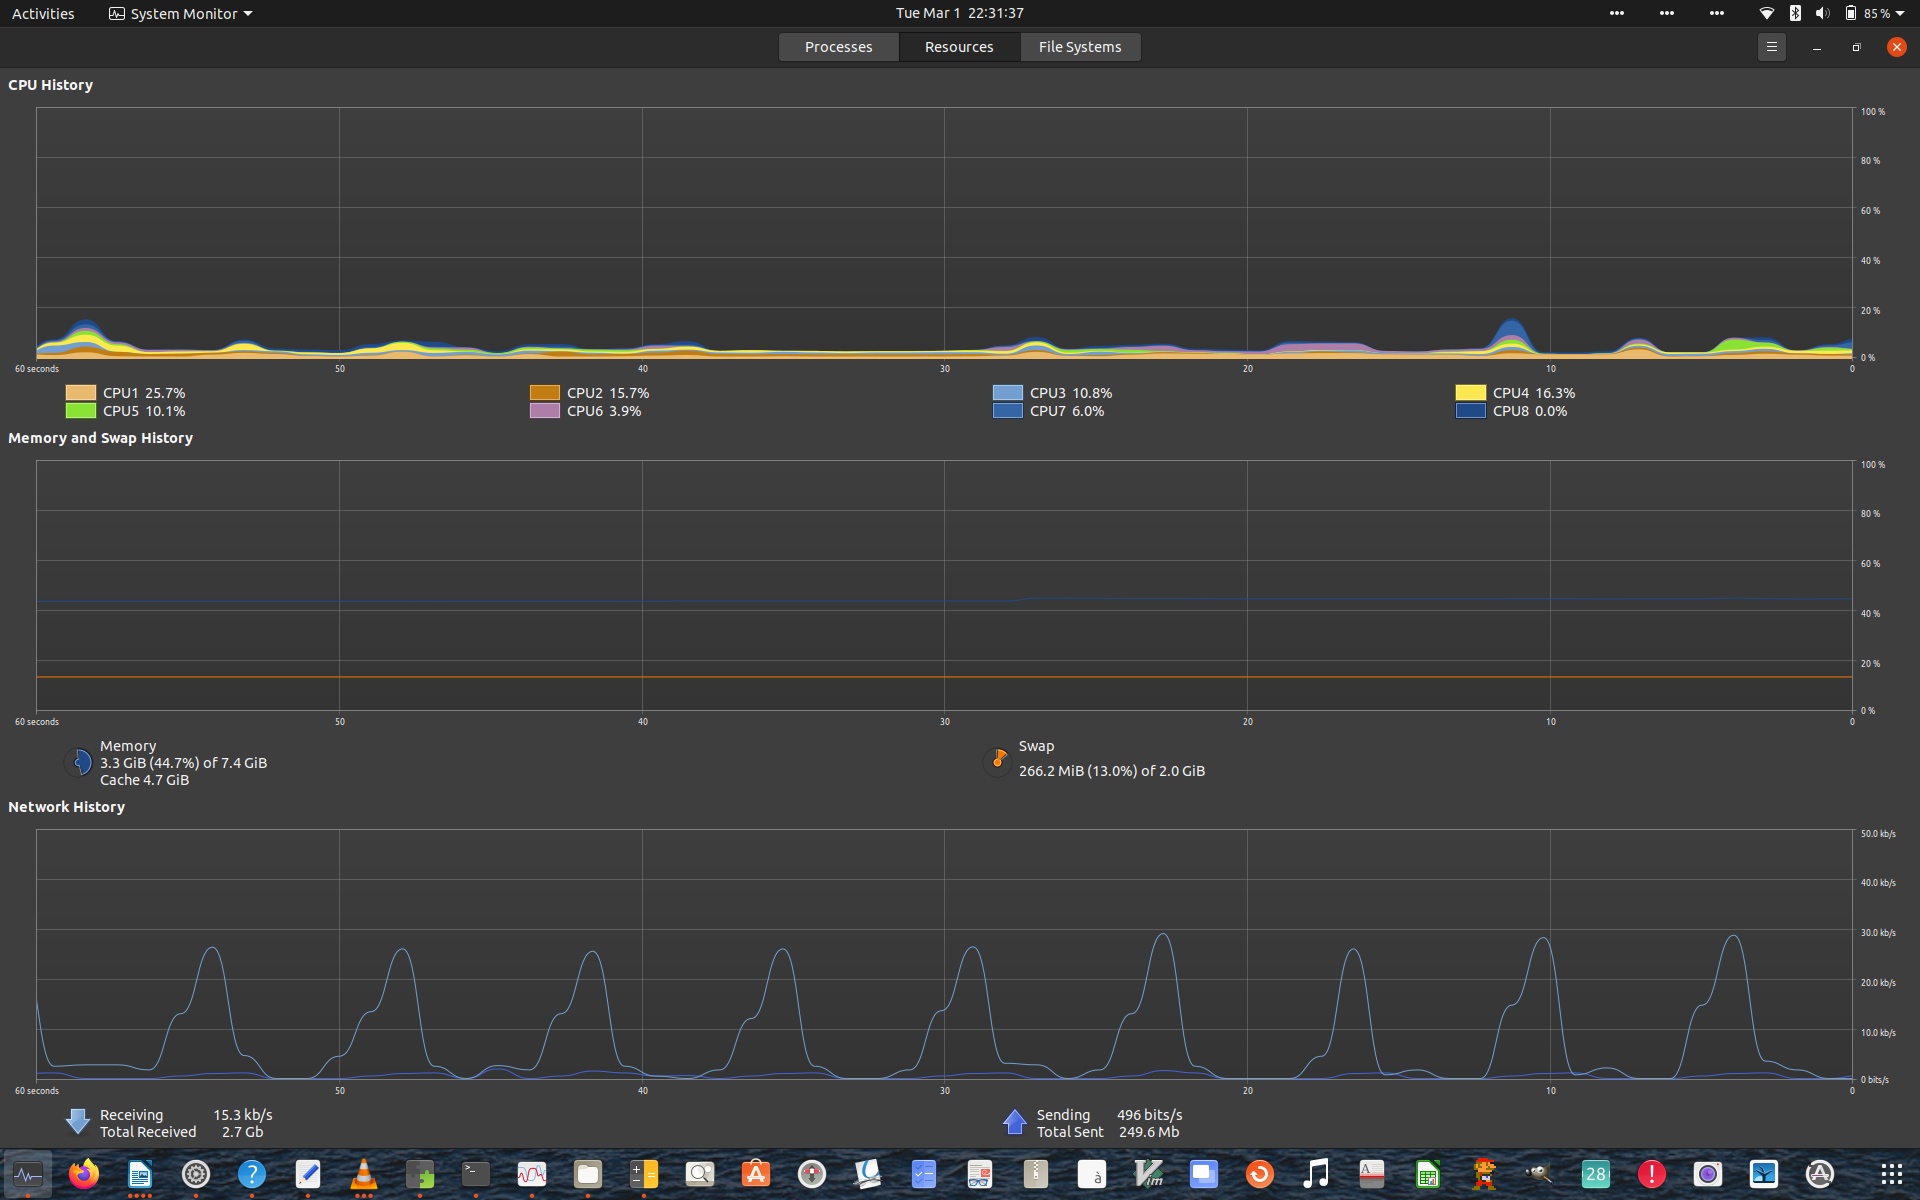 Activities System Monitor Tue Mar 1 22:31:37 85 %
Processes Resources File Systems
CPU History
100 %
80 %
60 %
40 %
20 %
0 %
60 seconds 50 40 30 20 10 0
CPU1 25.7% CPU2 15.7% CPU3 10.8% CPU4 16.3%
CPU5 10.1% CPU6 3.9% CPU7 6.0% CPU8 0.0%
Memory and Swap History
100 %
80 %
60 %
40 %
20 %
0 %
60 seconds 50 40 30 20 10 0
Memory
3.3 GiB (44.7%) of 7.4 GiB
Cache 4.7 GiB
Swap
266.2 MiB (13.0%) of 2.0 GiB
Network History
50.0 kb/s
40.0 kb/s
30.0 kb/s
20.0 kb/s
10.0 kb/s
0 bits/s
60 seconds 50 40 30 20 10 0
Receiving 15.3 kb/s
Total Received 2.7 Gb
Sending 496 bits/s
Total Sent 249.6 Mb
? >_ A à Vim A 28 !